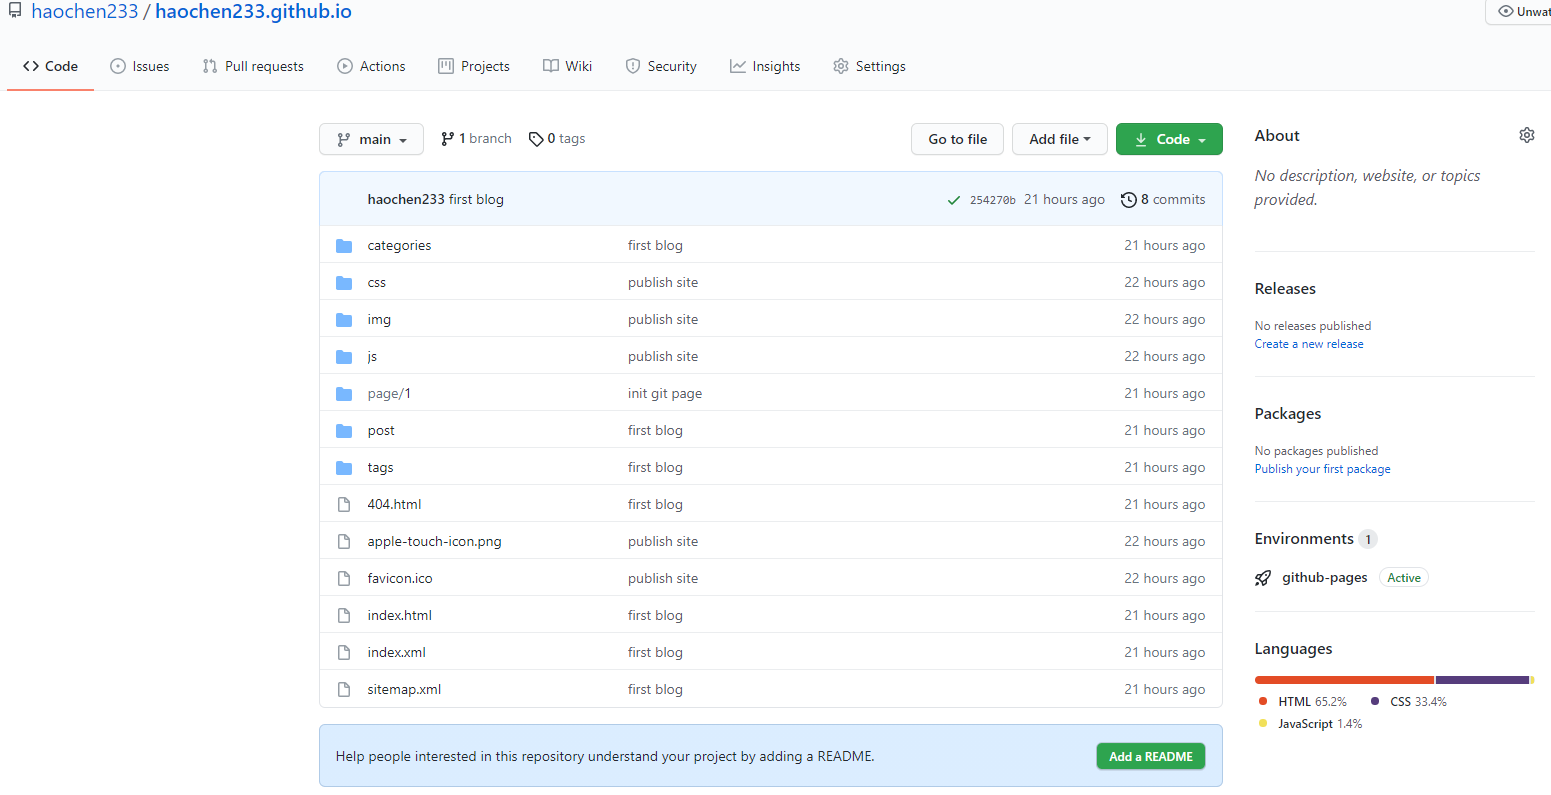 haochen233 / haochen233.github.io
Unwat
Code Issues Pull requests Actions Projects Wiki Security Insights Settings
main 1 branch 0 tags Go to file Add file Code
haochen233 first blog 254270b 21 hours ago 8 commits
categories first blog 21 hours ago
css publish site 22 hours ago
img publish site 22 hours ago
js publish site 22 hours ago
page/1 init git page 21 hours ago
post first blog 21 hours ago
tags first blog 21 hours ago
404.html first blog 21 hours ago
apple-touch-icon.png publish site 22 hours ago
favicon.ico publish site 22 hours ago
index.html first blog 21 hours ago
index.xml first blog 21 hours ago
sitemap.xml first blog 21 hours ago
Help people interested in this repository understand your project by adding a README. Add a README
About
No description, website, or topics
provided.
Releases
No releases published
Create a new release
Packages
No packages published
Publish your first package
Environments 1
github-pages Active
Languages
HTML 65.2% CSS 33.4%
JavaScript 1.4%